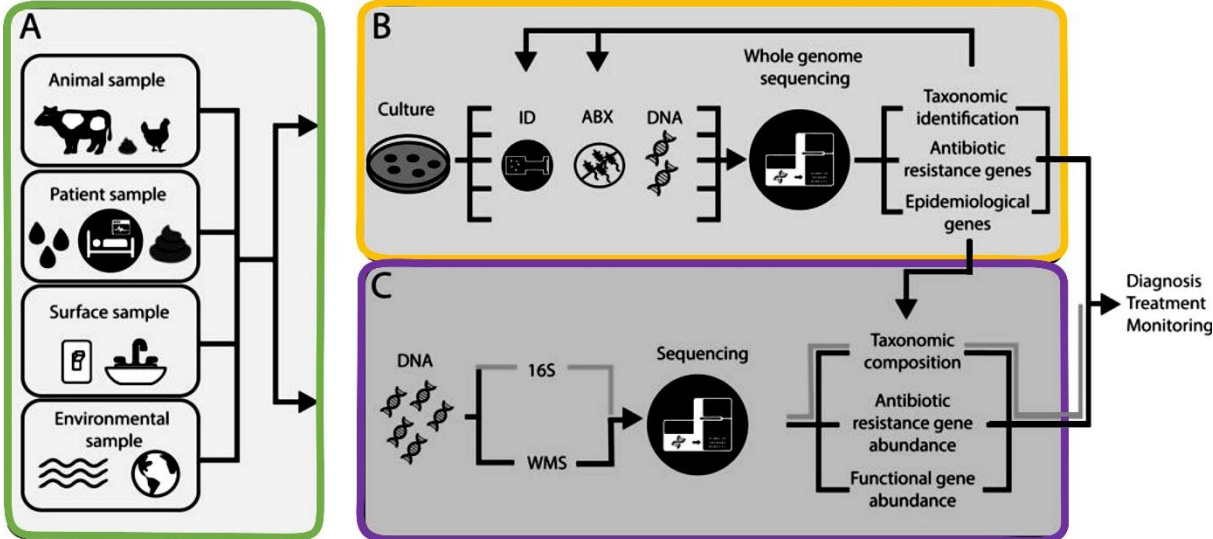 A
Animal sample
Patient sample
Surface sample
Environmental
sample
B
Culture
ID
ABX
DNA
Whole genome
sequencing
Taxonomic
identification
Antibiotic
resistance genes
Epidemiological
genes
C
DNA
16S
WMS
Sequencing
Taxonomic
composition
Antibiotic
resistance gene
abundance
Functional gene
abundance
Diagnosis
Treatment
Monitoring